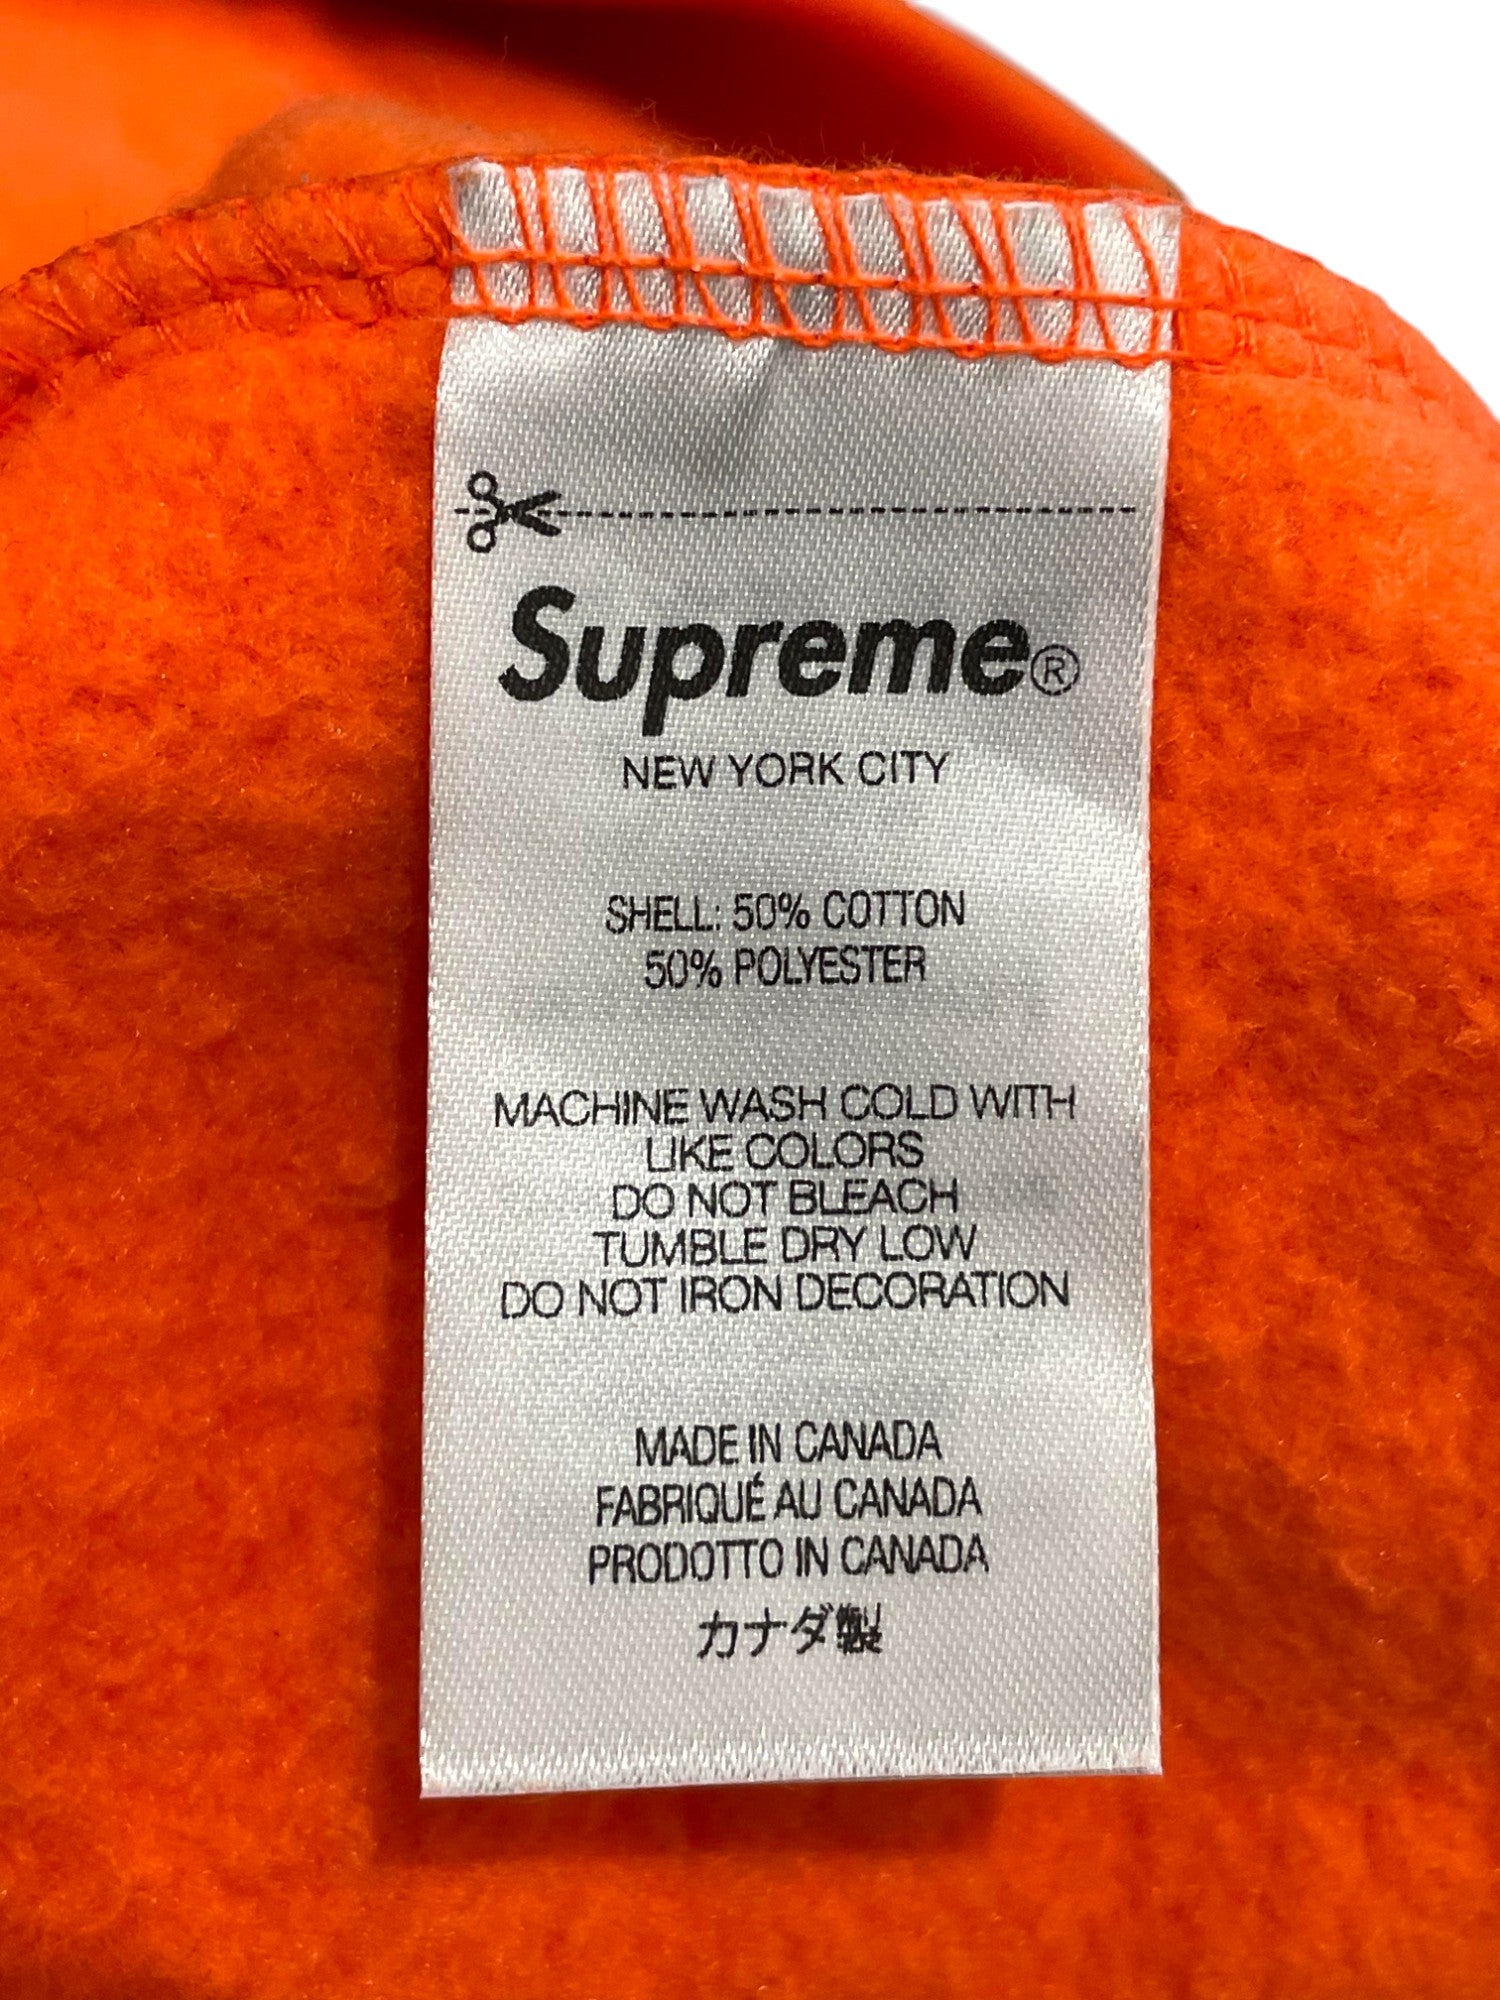 Supreme®
NEW YORK CITY
SHELL: 50% COTTON
50% POLYESTER
MACHINE WASH COLD WITH
LIKE COLORS
DO NOT BLEACH
TUMBLE DRY LOW
DO NOT IRON DECORATION
MADE IN CANADA
FABRIQUÉ AU CANADA
PRODOTTO IN CANADA
カナダ製